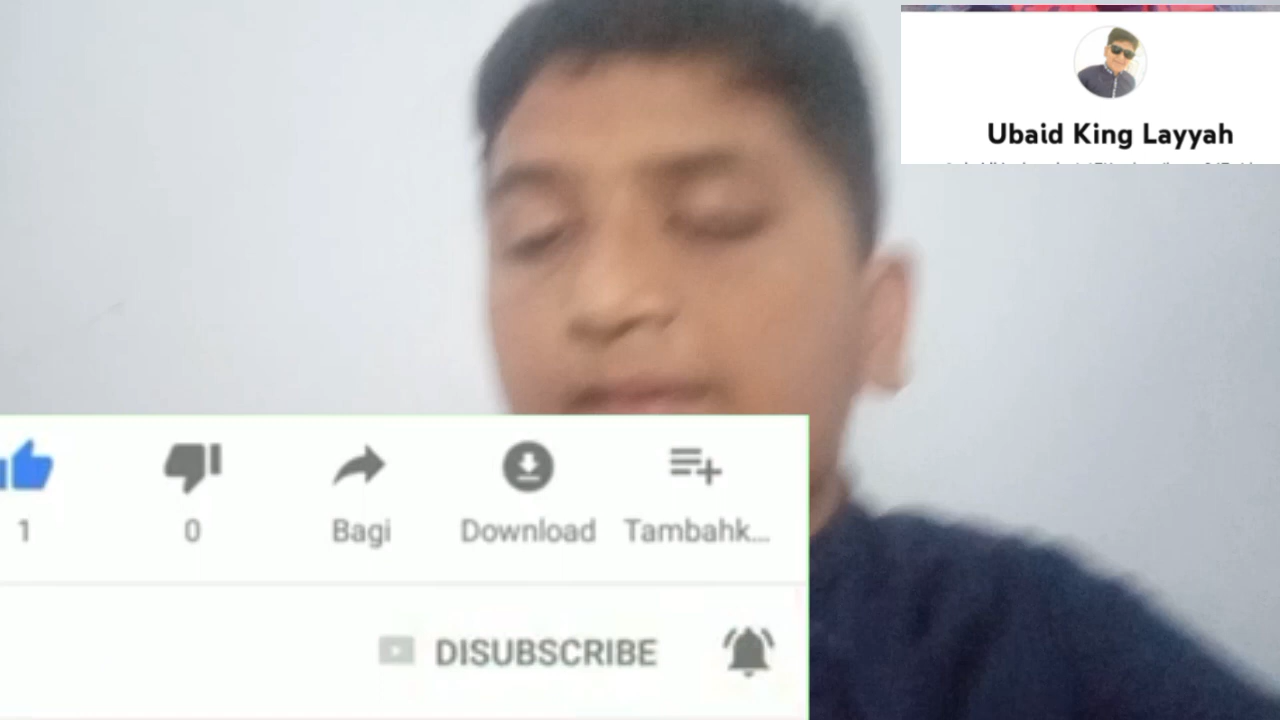 Ubaid King Layyah
1
0
Bagi
Download
Tambahk...
DISUBSCRIBE